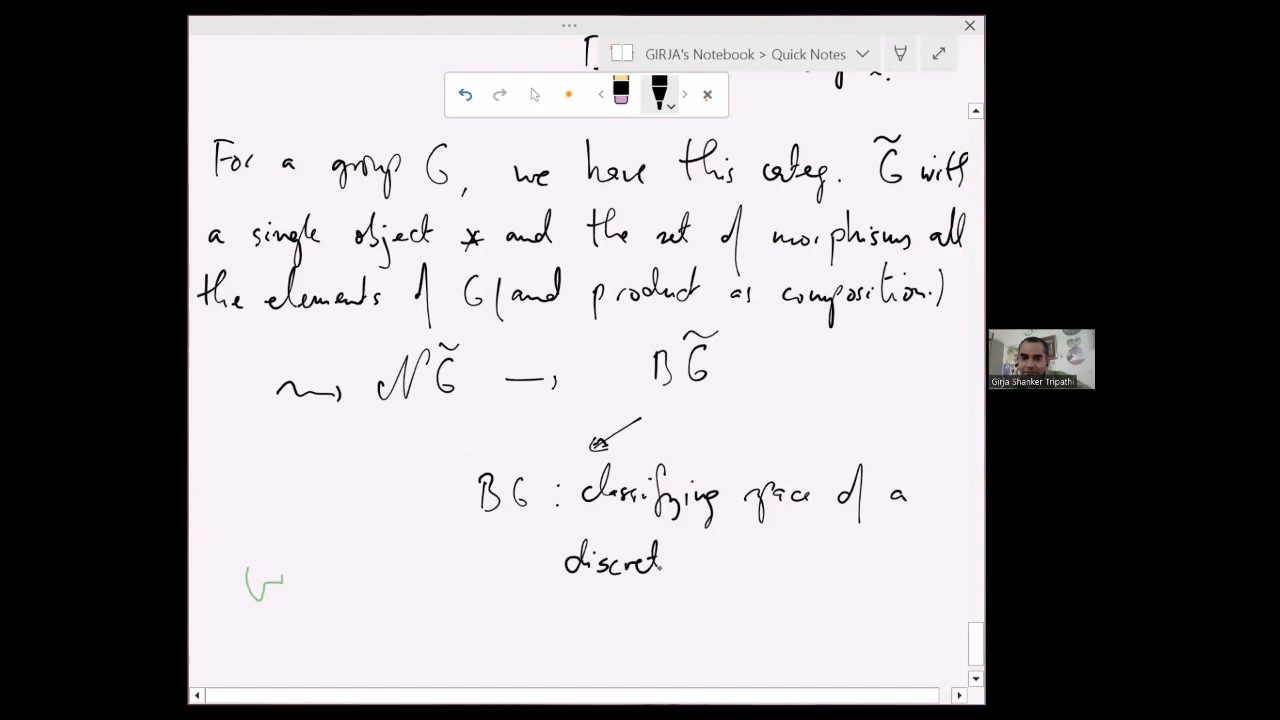 GIRJA's Notebook > Quick Notes
For a group G, we have this categ. G̃ with
a single object * and the set of morphisms all
the elements of G (and product as composition.)
⇝ 𝒩G̃ → BG̃
BG : classifying space of a
discret
Girja Shanker Tripathi